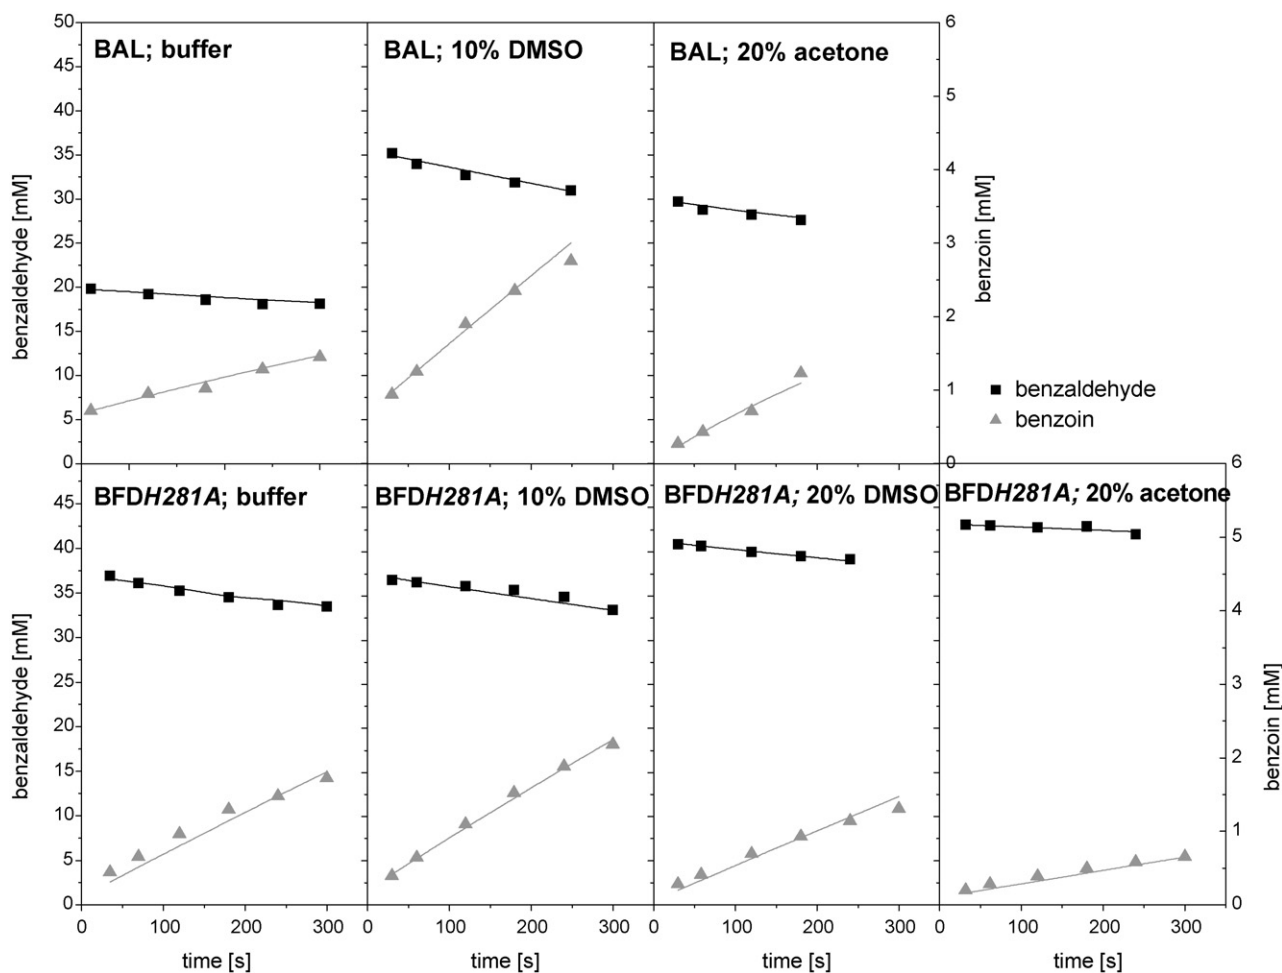 BAL; buffer
BAL; 10% DMSO
BAL; 20% acetone
50
45
40
35
30
25
20
15
10
5
0
benzaldehyde [mM]
6
5
4
3
2
1
0
benzoin [mM]
benzaldehyde
benzoin
BFDH281A; buffer
BFDH281A; 10% DMSO
BFDH281A; 20% DMSO
BFDH281A; 20% acetone
45
40
35
30
25
20
15
10
5
0
benzaldehyde [mM]
6
5
4
3
2
1
0
benzoin [mM]
0 100 200 300
0 100 200 300
0 100 200 300
0 100 200 300
time [s]
time [s]
time [s]
time [s]